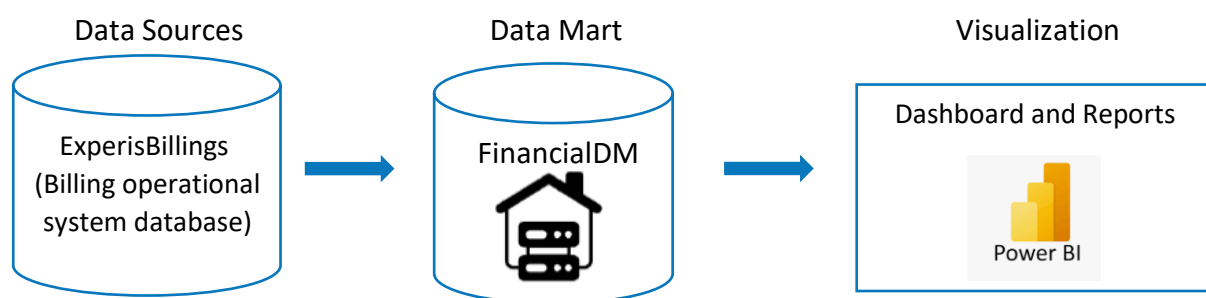 Data Sources
Data Mart
Visualization
ExperisBillings
(Billing operational
system database)
FinancialDM
Dashboard and Reports
Power BI